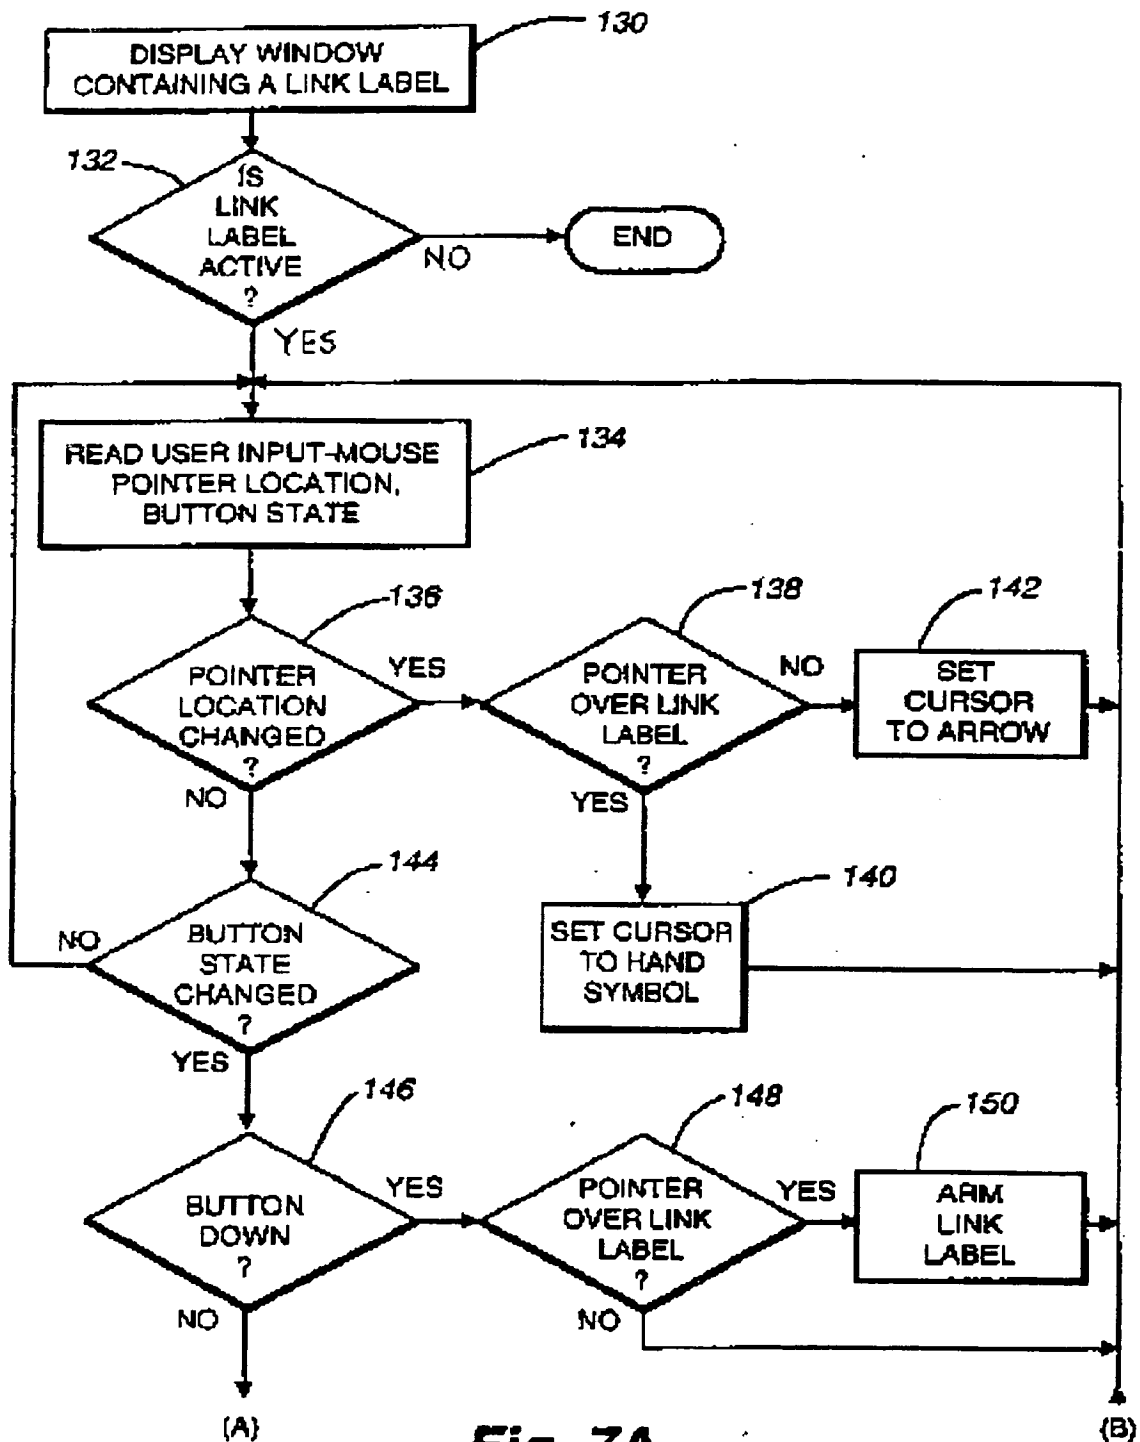 130
DISPLAY WINDOW
CONTAINING A LINK LABEL
132
IS
LINK
LABEL
ACTIVE
?
NO
END
YES
134
READ USER INPUT-MOUSE
POINTER LOCATION,
BUTTON STATE
136
POINTER
LOCATION
CHANGED
?
YES
NO
138
POINTER
OVER LINK
LABEL
?
NO
YES
142
SET
CURSOR
TO ARROW
144
BUTTON
STATE
CHANGED
?
NO
YES
140
SET CURSOR
TO HAND
SYMBOL
146
BUTTON
DOWN
?
YES
NO
148
POINTER
OVER LINK
LABEL
?
YES
NO
150
ARM
LINK
LABEL
(A)
(B)
Fig. 7A